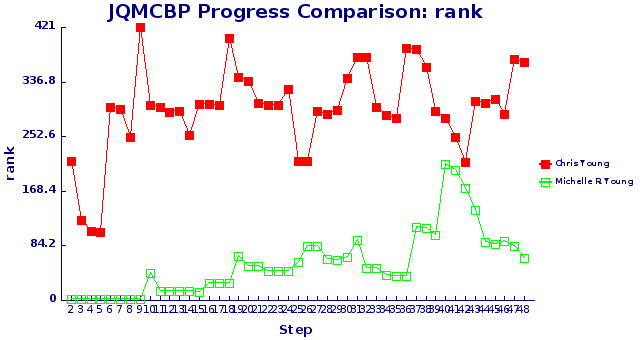 JQMCBP Progress Comparison: rank
421
336.8
252.6
168.4
84.2
0
rank
2 3 4 5 6 7 8 9 10 11 12 13 14 15 16 17 18 19 20 21 22 23 24 25 26 27 28 29 30 31 32 33 34 35 36 37 38 39 40 41 42 43 44 45 46 47 48
Step
Chris Young
Michelle R Young